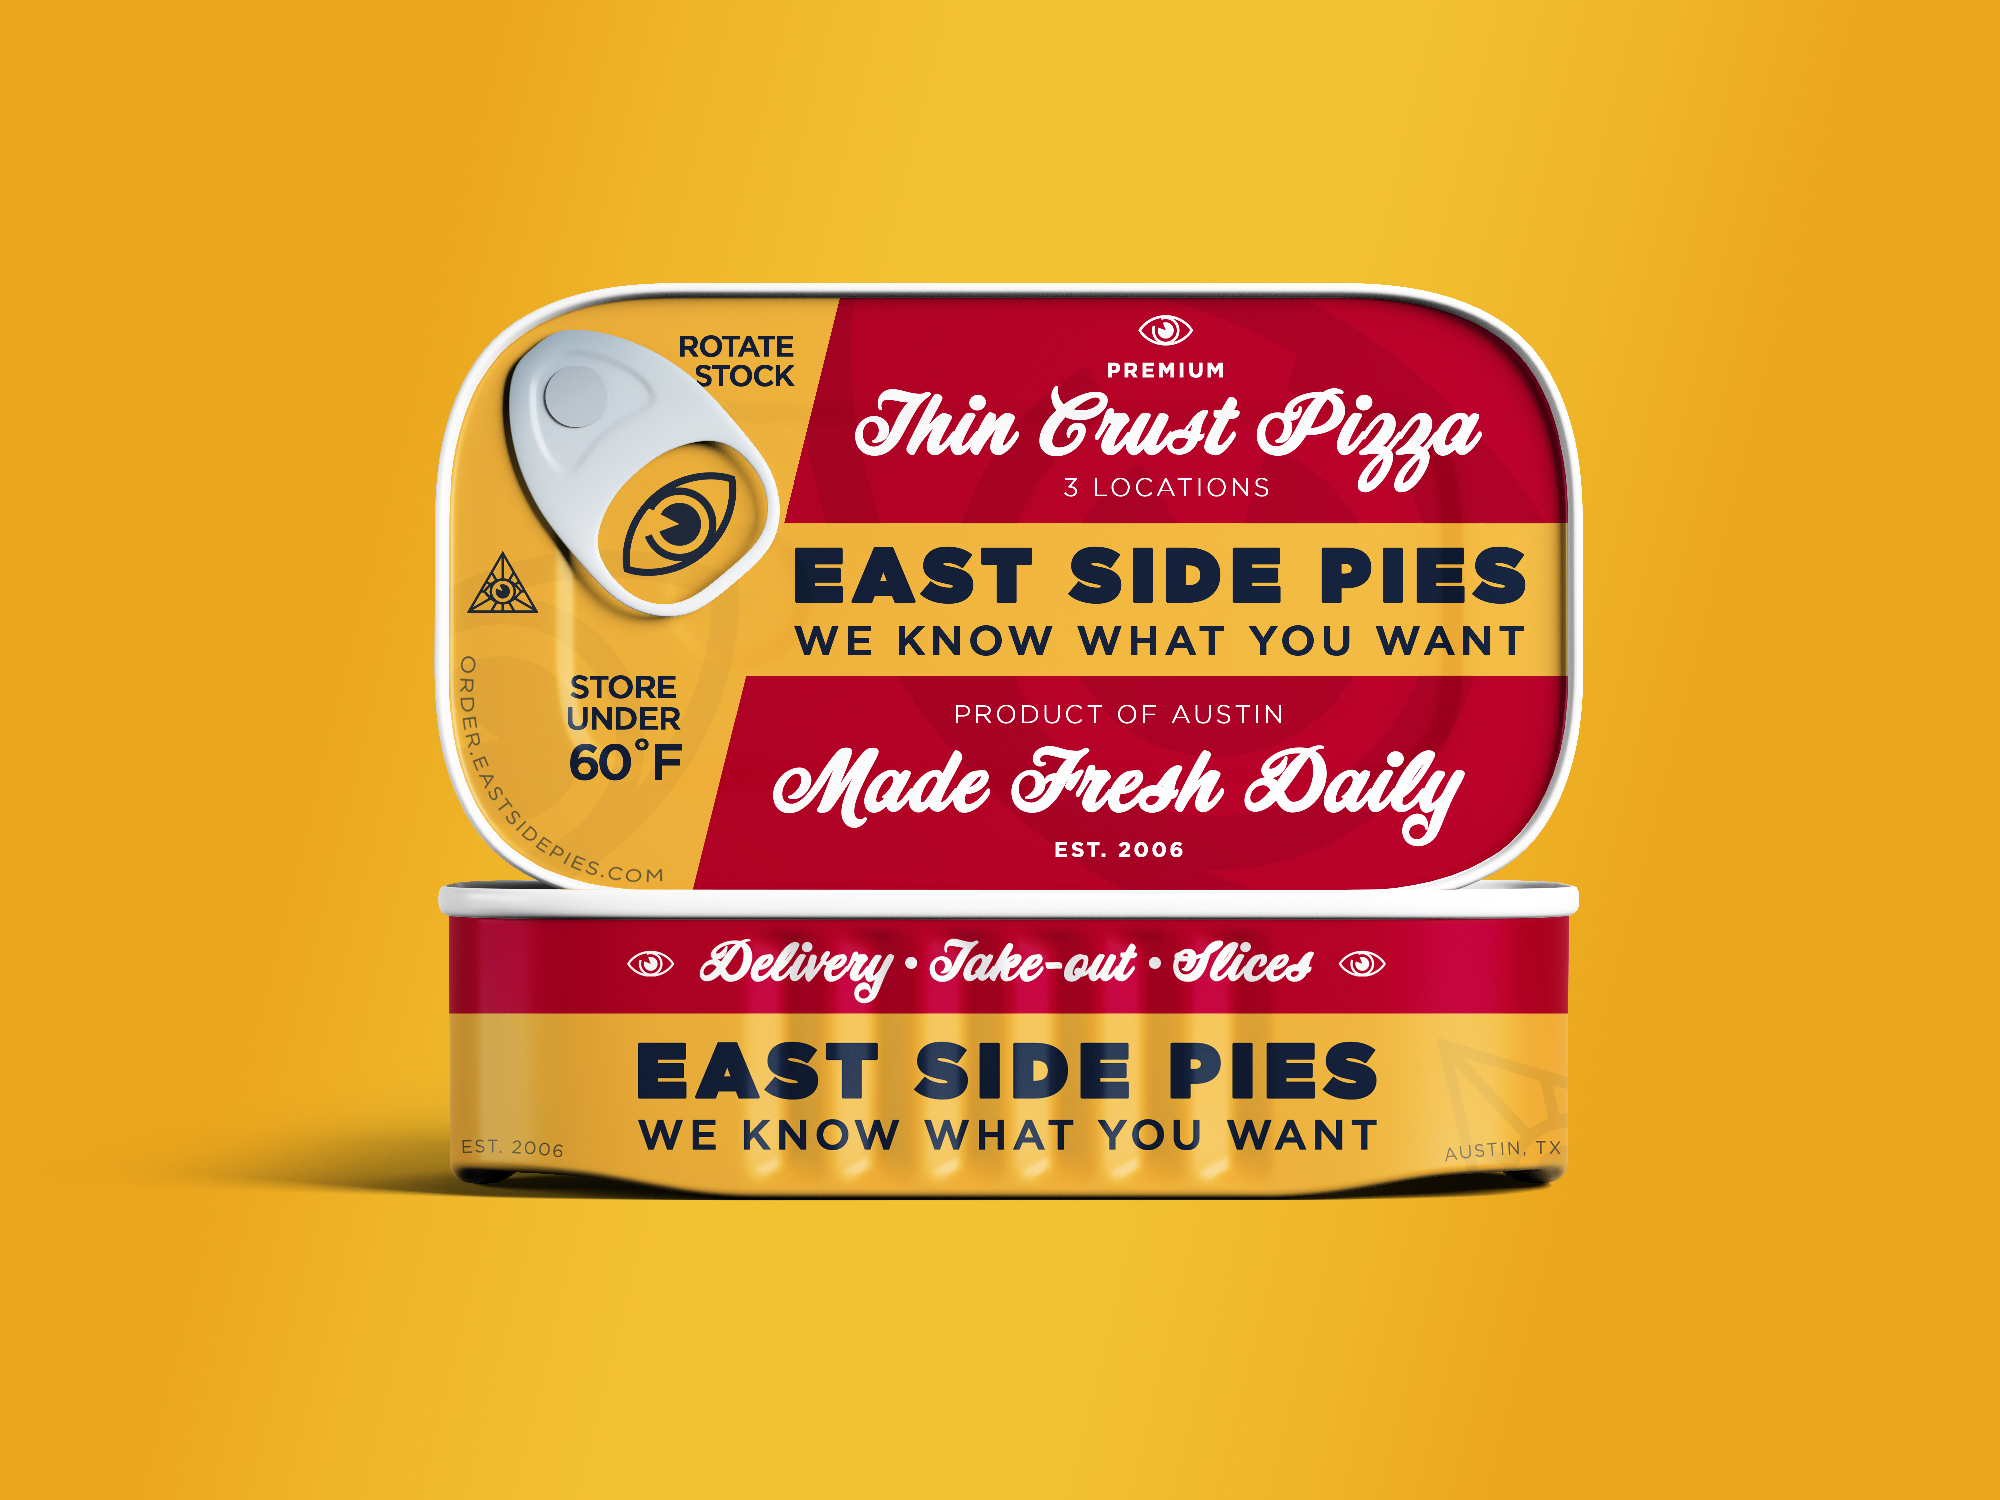 ROTATE
STOCK
PREMIUM
Thin Crust Pizza
3 LOCATIONS
EAST SIDE PIES
WE KNOW WHAT YOU WANT
STORE
UNDER
60°F
ORDER.EASTSIDEPIES.COM
PRODUCT OF AUSTIN
Made Fresh Daily
EST. 2006
Delivery • Take-out • Slices
EAST SIDE PIES
WE KNOW WHAT YOU WANT
EST. 2006
AUSTIN, TX